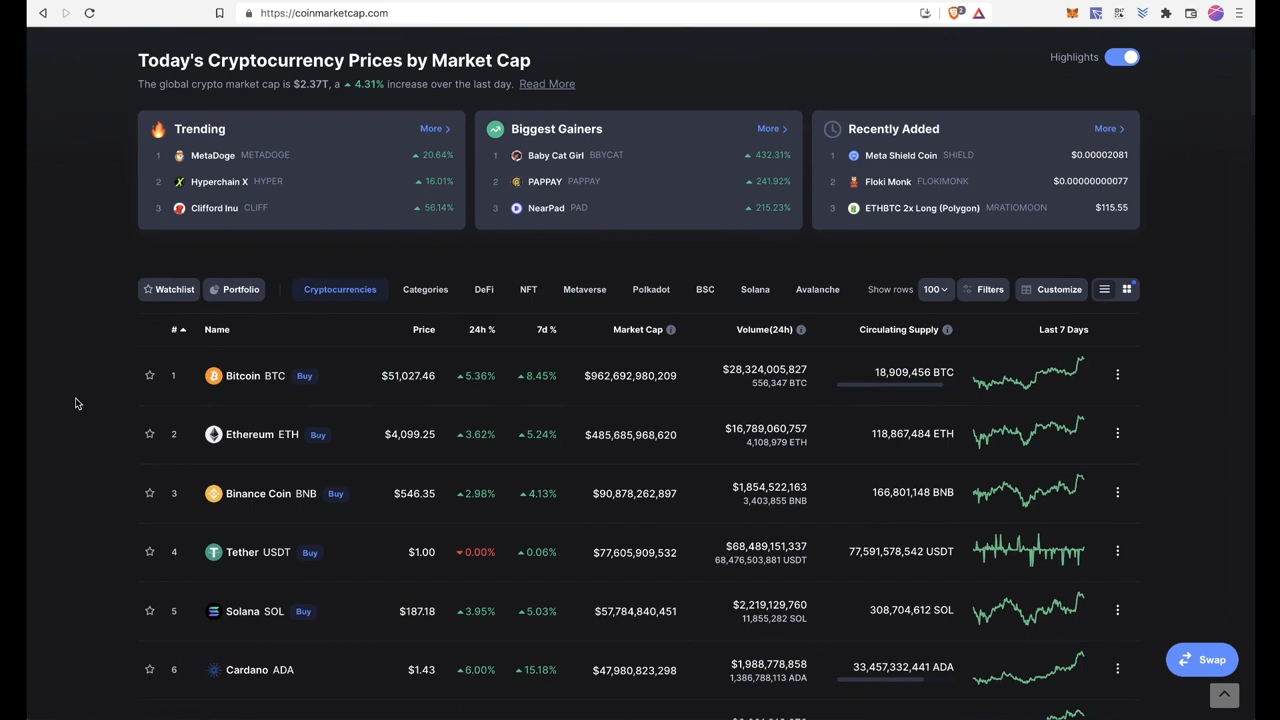 https://coinmarketcap.com
2
Today's Cryptocurrency Prices by Market Cap
Highlights
The global crypto market cap is $2.37T, a ▲ 4.31% increase over the last day. Read More
Trending More >
1 MetaDoge METADOGE ▲ 20.64%
2 Hyperchain X HYPER ▲ 16.01%
3 Clifford Inu CLIFF ▲ 56.14%
Biggest Gainers More >
1 Baby Cat Girl BBYCAT ▲ 432.31%
2 PAPPAY PAPPAY ▲ 241.92%
3 NearPad PAD ▲ 215.23%
Recently Added More >
1 Meta Shield Coin SHIELD $0.00002081
2 Floki Monk FLOKIMONK $0.00000000077
3 ETHBTC 2x Long (Polygon) MRATIOMOON $115.55
Watchlist Portfolio Cryptocurrencies Categories DeFi NFT Metaverse Polkadot BSC Solana Avalanche Show rows 100 Filters Customize
# Name Price 24h % 7d % Market Cap Volume(24h) Circulating Supply Last 7 Days
1 Bitcoin BTC Buy $51,027.46 ▲5.36% ▲8.45% $962,692,980,209 $28,324,005,827 18,909,456 BTC
556,347 BTC
2 Ethereum ETH Buy $4,099.25 ▲3.62% ▲5.24% $485,685,968,620 $16,789,060,757 118,867,484 ETH
4,108,979 ETH
3 Binance Coin BNB Buy $546.35 ▲2.98% ▲4.13% $90,878,262,897 $1,854,522,163 166,801,148 BNB
3,403,855 BNB
4 Tether USDT Buy $1.00 ▼0.00% ▲0.06% $77,605,909,532 $68,489,151,337 77,591,578,542 USDT
68,476,503,881 USDT
5 Solana SOL Buy $187.18 ▲3.95% ▲5.03% $57,784,840,451 $2,219,129,760 308,704,612 SOL
11,855,282 SOL
6 Cardano ADA $1.43 ▲6.00% ▲15.18% $47,980,823,298 $1,988,778,858 33,457,332,441 ADA
1,386,788,113 ADA
Swap